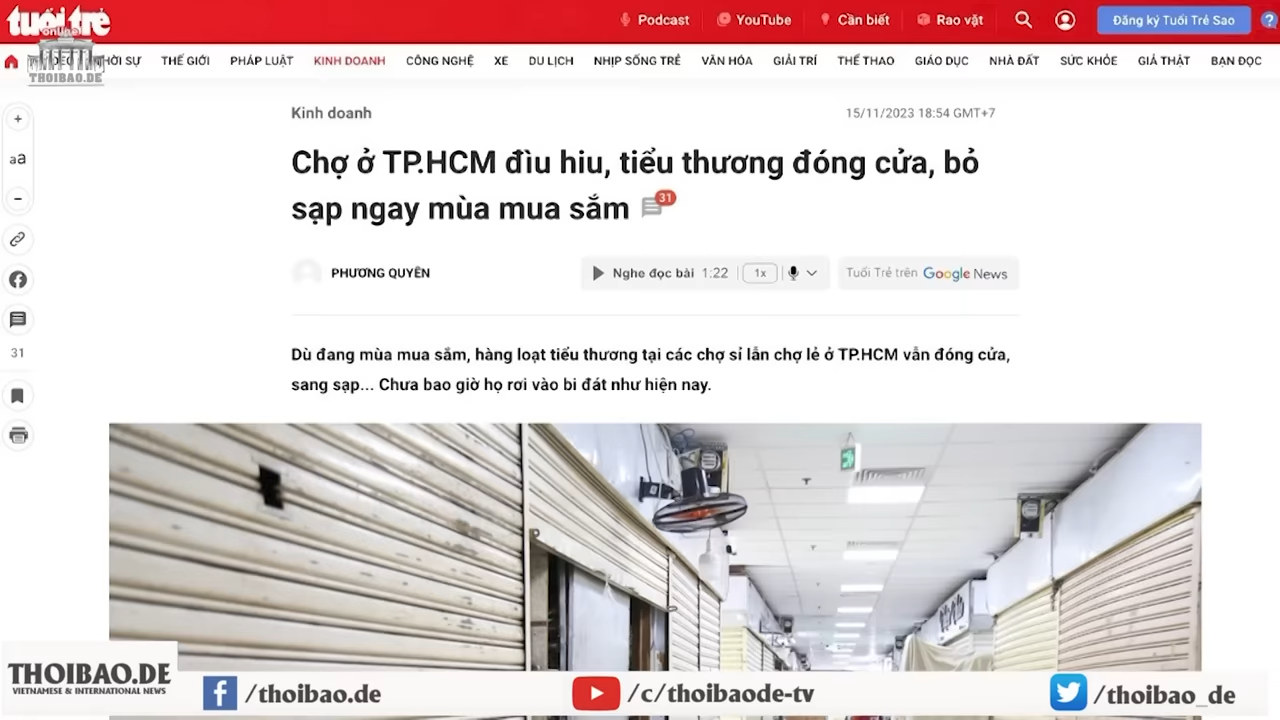 tuổi trẻ
online
Podcast
YouTube
Cần biết
Rao vặt
Đăng ký Tuổi Trẻ Sao
?
THOIBAO.DE
THẾ GIỚI
PHÁP LUẬT
KINH DOANH
CÔNG NGHỆ
XE
DU LỊCH
NHỊP SỐNG TRẺ
VĂN HÓA
GIẢI TRÍ
THỂ THAO
GIÁO DỤC
NHÀ ĐẤT
SỨC KHỎE
GIẢ THẬT
BẠN ĐỌC
+
aa
-
31
Kinh doanh
15/11/2023 18:54 GMT+7
Chợ ở TP.HCM đìu hiu, tiểu thương đóng cửa, bỏ
sạp ngay mùa mua sắm 31
PHƯƠNG QUYÊN
Nghe đọc bài 1:22
1x
Tuổi Trẻ trên Google News
Dù đang mùa mua sắm, hàng loạt tiểu thương tại các chợ sỉ lẫn chợ lẻ ở TP.HCM vẫn đóng cửa,
sang sạp... Chưa bao giờ họ rơi vào bi đát như hiện nay.
THOIBAO.DE
VIETNAMESE & INTERNATIONAL NEWS
/thoibao.de
/c/thoibaode-tv
/thoibao_de